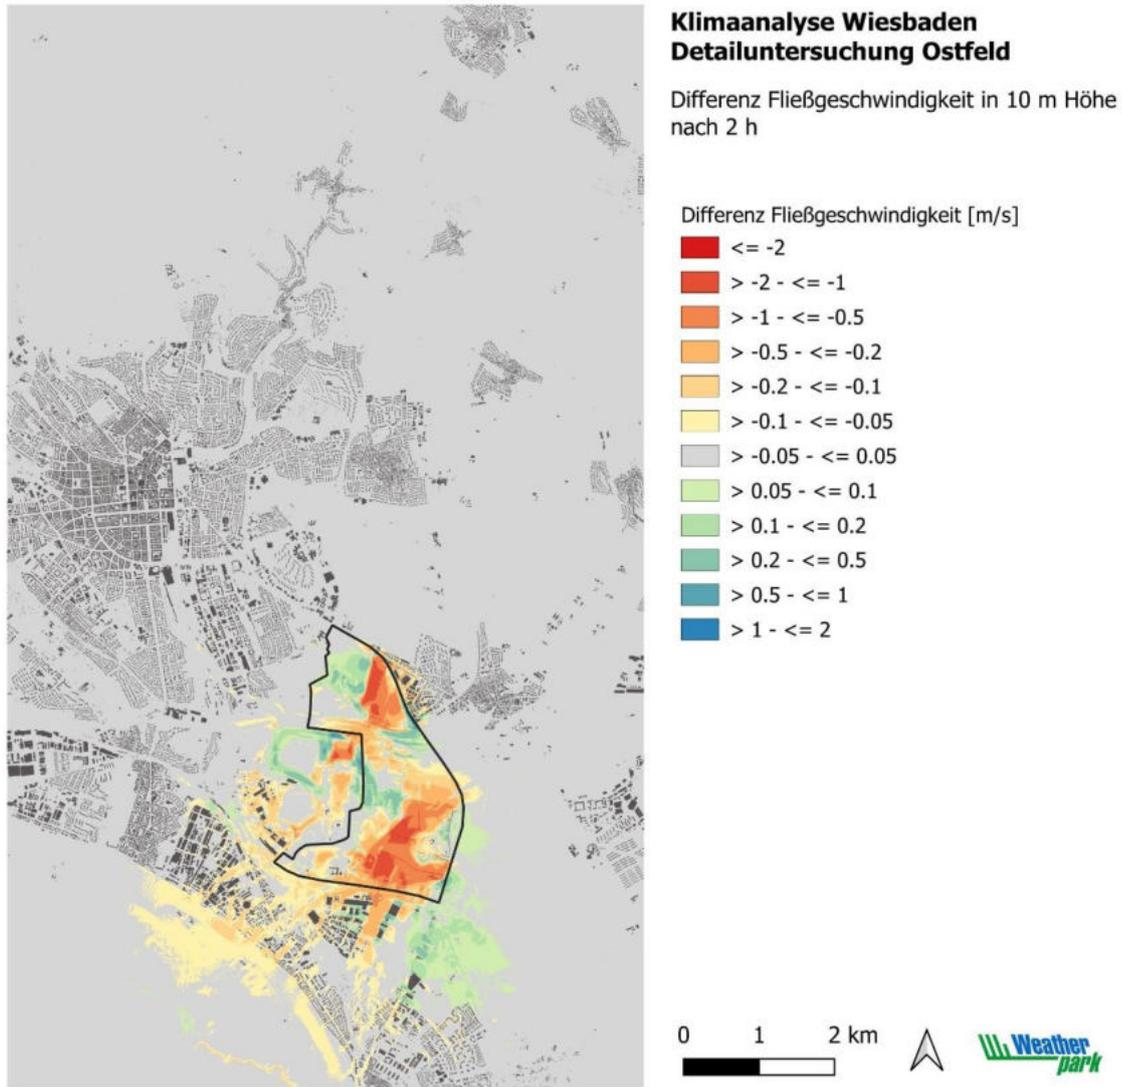 Klimaanalyse Wiesbaden
Detailuntersuchung Ostfeld
Differenz Fließgeschwindigkeit in 10 m Höhe
nach 2 h
Differenz Fließgeschwindigkeit [m/s]
<= -2
> -2 - <= -1
> -1 - <= -0.5
> -0.5 - <= -0.2
> -0.2 - <= -0.1
> -0.1 - <= -0.05
> -0.05 - <= 0.05
> 0.05 - <= 0.1
> 0.1 - <= 0.2
> 0.2 - <= 0.5
> 0.5 - <= 1
> 1 - <= 2
0 1 2 km
Weather
park